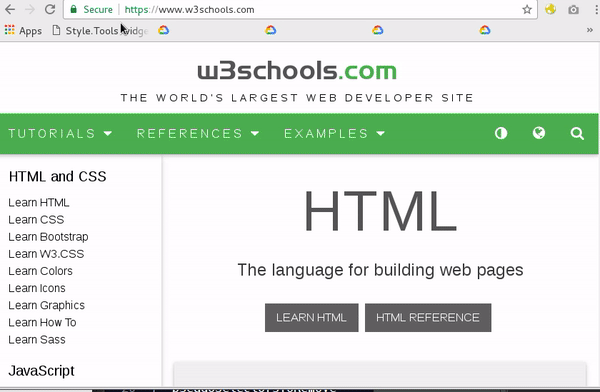 Secure https://www.w3schools.com
Apps Style.Tools
w3schools.com
THE WORLD'S LARGEST WEB DEVELOPER SITE
TUTORIALS REFERENCES EXAMPLES
HTML and CSS
Learn HTML
Learn CSS
Learn Bootstrap
Learn W3.CSS
Learn Colors
Learn Icons
Learn Graphics
Learn How To
Learn Sass
JavaScript
HTML
The language for building web pages
LEARN HTML HTML REFERENCE